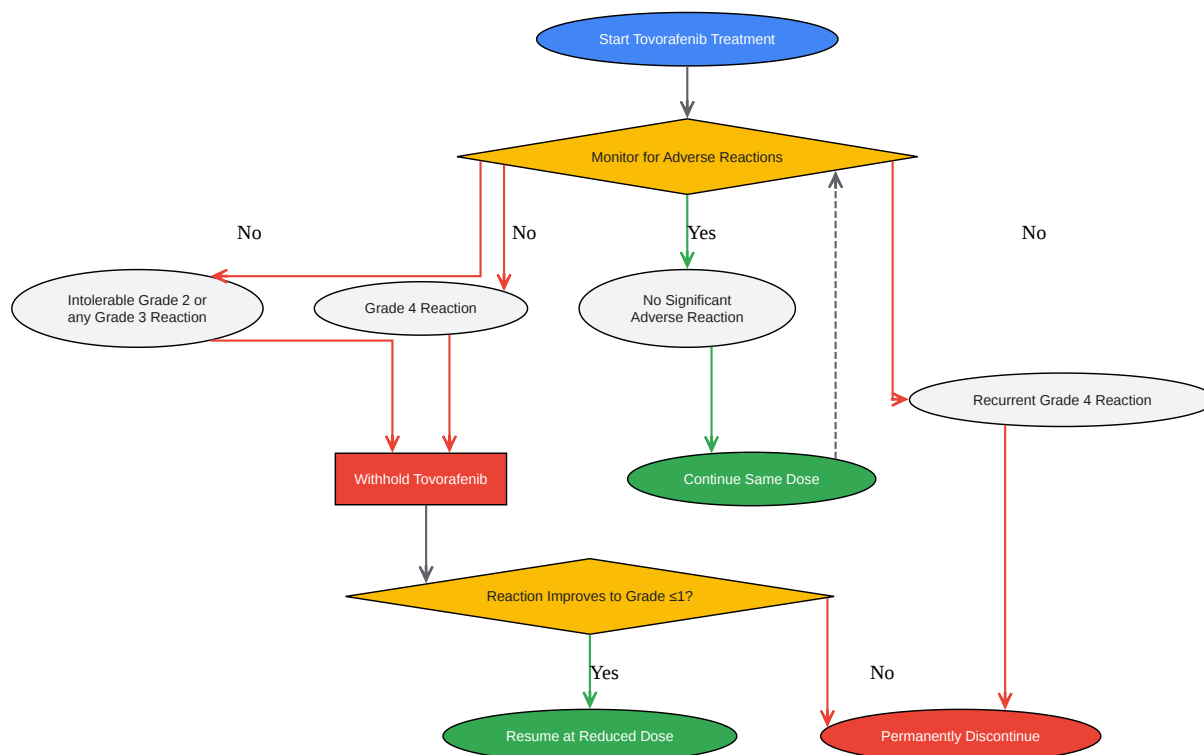 Start Tovorafenib Treatment
Monitor for Adverse Reactions
No
No
Yes
No
Intolerable Grade 2 or
any Grade 3 Reaction
Grade 4 Reaction
No Significant
Adverse Reaction
Recurrent Grade 4 Reaction
Withhold Tovorafenib
Continue Same Dose
Reaction Improves to Grade ≤1?
Yes
No
Resume at Reduced Dose
Permanently Discontinue